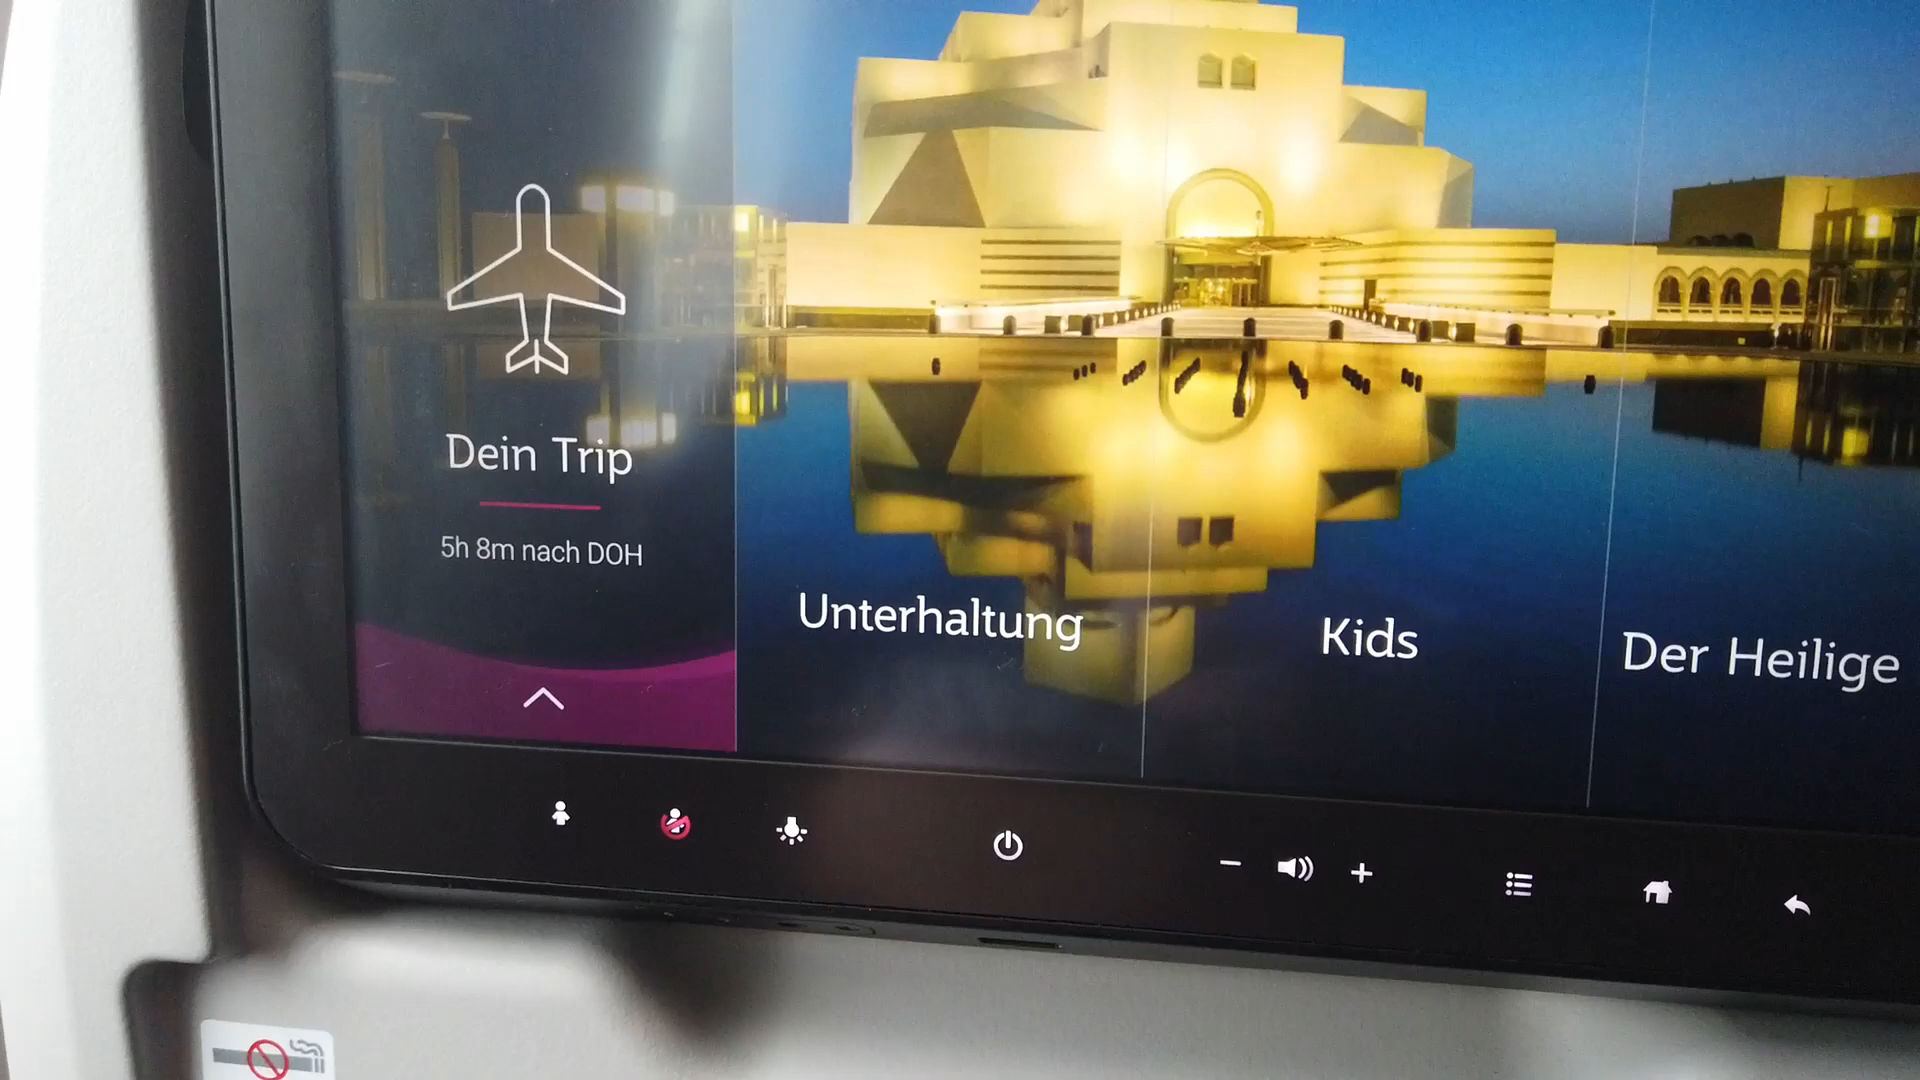 Dein Trip
5h 8m nach DOH
Unterhaltung
Kids
Der Heilige